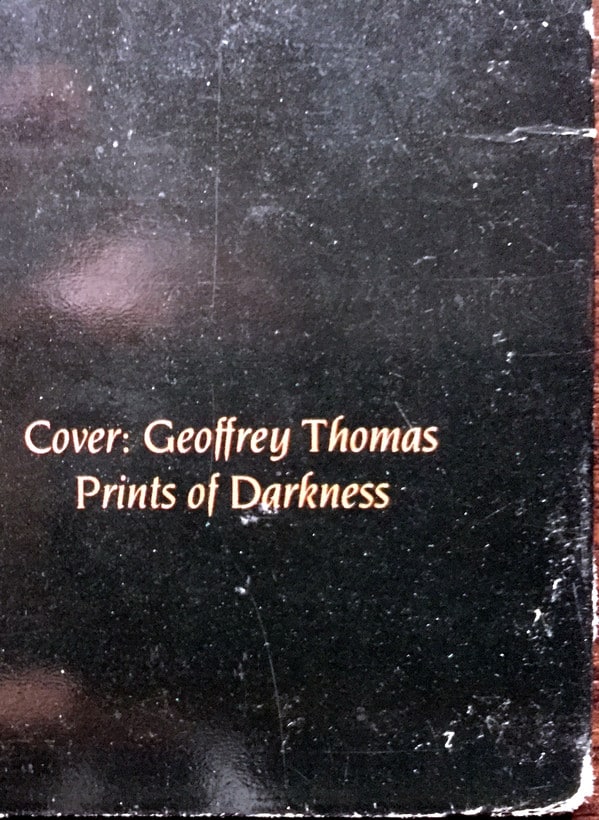 Cover: Geoffrey Thomas
Prints of Darkness